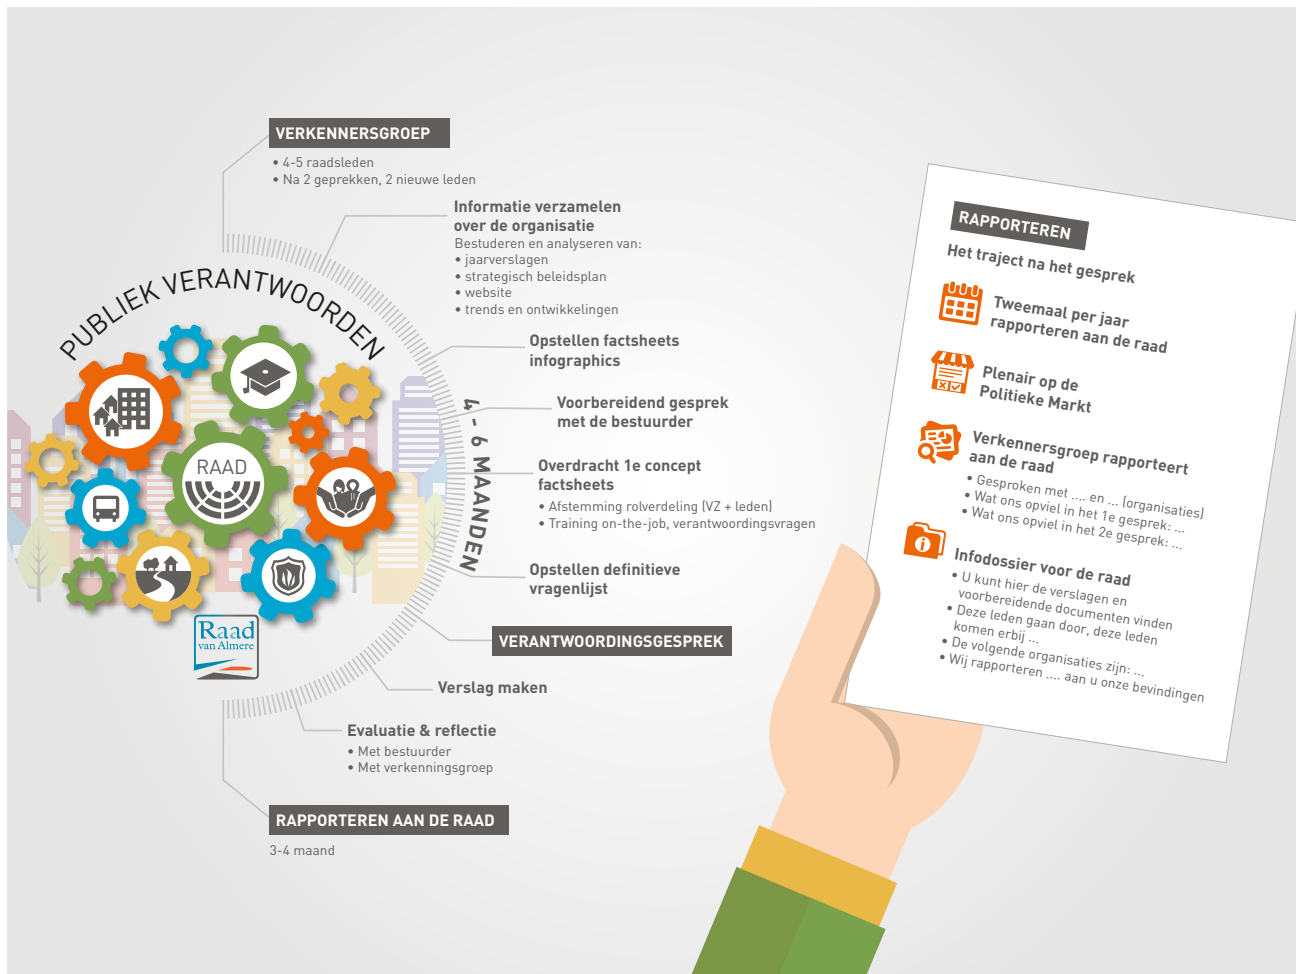 VERKENNERSGROEP
• 4-5 raadsleden
• Na 2 geprekken, 2 nieuwe leden
Informatie verzamelen
over de organisatie
Bestuderen en analyseren van:
• jaarverslagen
• strategisch beleidsplan
• website
• trends en ontwikkelingen
PUBLIEK VERANTWOORDEN
Opstellen factsheets
infographics
Voorbereidend gesprek
met de bestuurder
4 - 6 MAANDEN
RAAD
Overdracht 1e concept
factsheets
• Afstemming rolverdeling (VZ + leden)
• Training on-the-job, verantwoordingsvragen
Opstellen definitieve
vragenlijst
Raad
van Almere
VERANTWOORDINGSGESPREK
Verslag maken
Evaluatie & reflectie
• Met bestuurder
• Met verkenningsgroep
RAPPORTEREN AAN DE RAAD
3-4 maand
RAPPORTEREN
Het traject na het gesprek
Tweemaal per jaar
rapporteren aan de raad
Plenair op de
Politieke Markt
Verkennersgroep rapporteert
aan de raad
• Gesproken met .... en ... (organisaties)
• Wat ons opviel in het 1e gesprek: ...
• Wat ons opviel in het 2e gesprek: ...
Infodossier voor de raad
• U kunt hier de verslagen en
voorbereidende documenten vinden
• Deze leden gaan door, deze leden
komen erbij ...
• De volgende organisaties zijn: ...
• Wij rapporteren .... aan u onze bevindingen